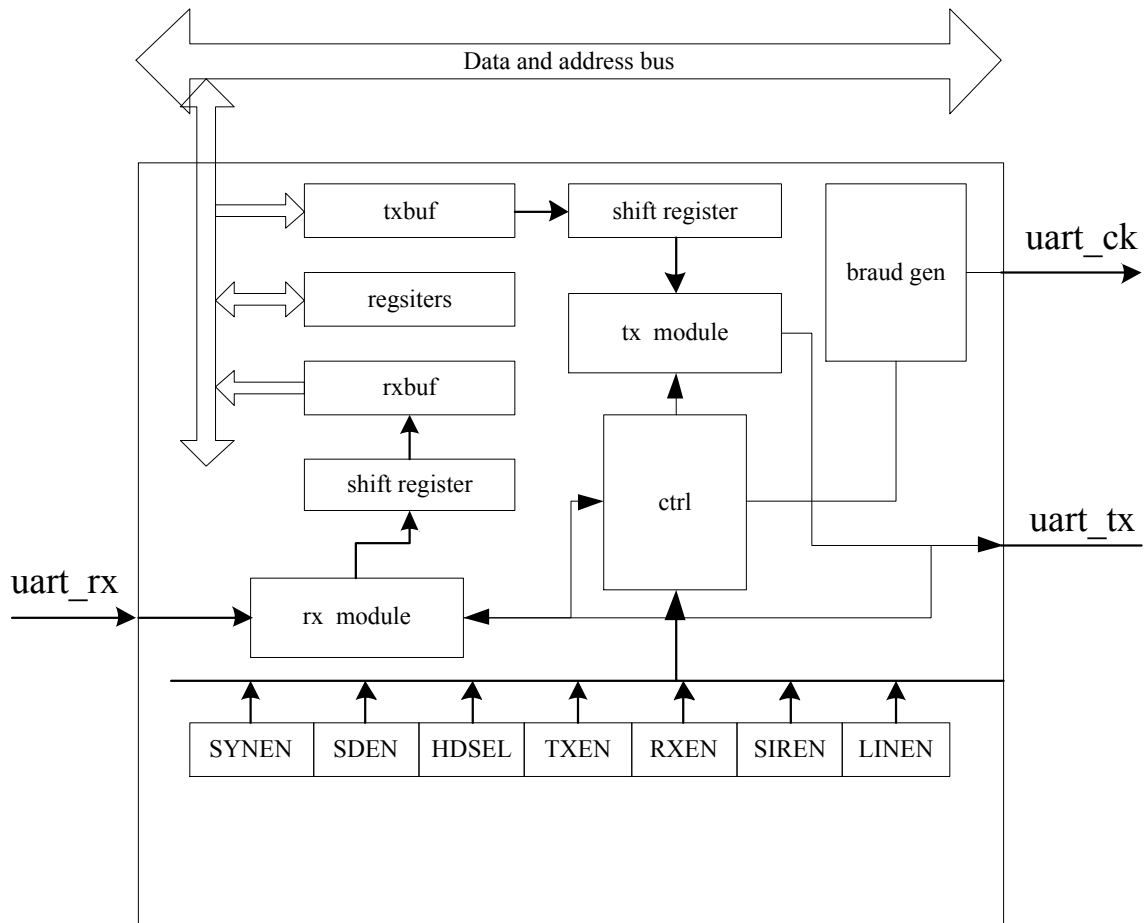 Data and address bus
txbuf
shift register
uart_ck
braud gen
regsiters
tx module
rxbuf
shift register
ctrl
uart_tx
uart_rx
rx module
SYNEN SDEN HDSEL TXEN RXEN SIREN LINEN